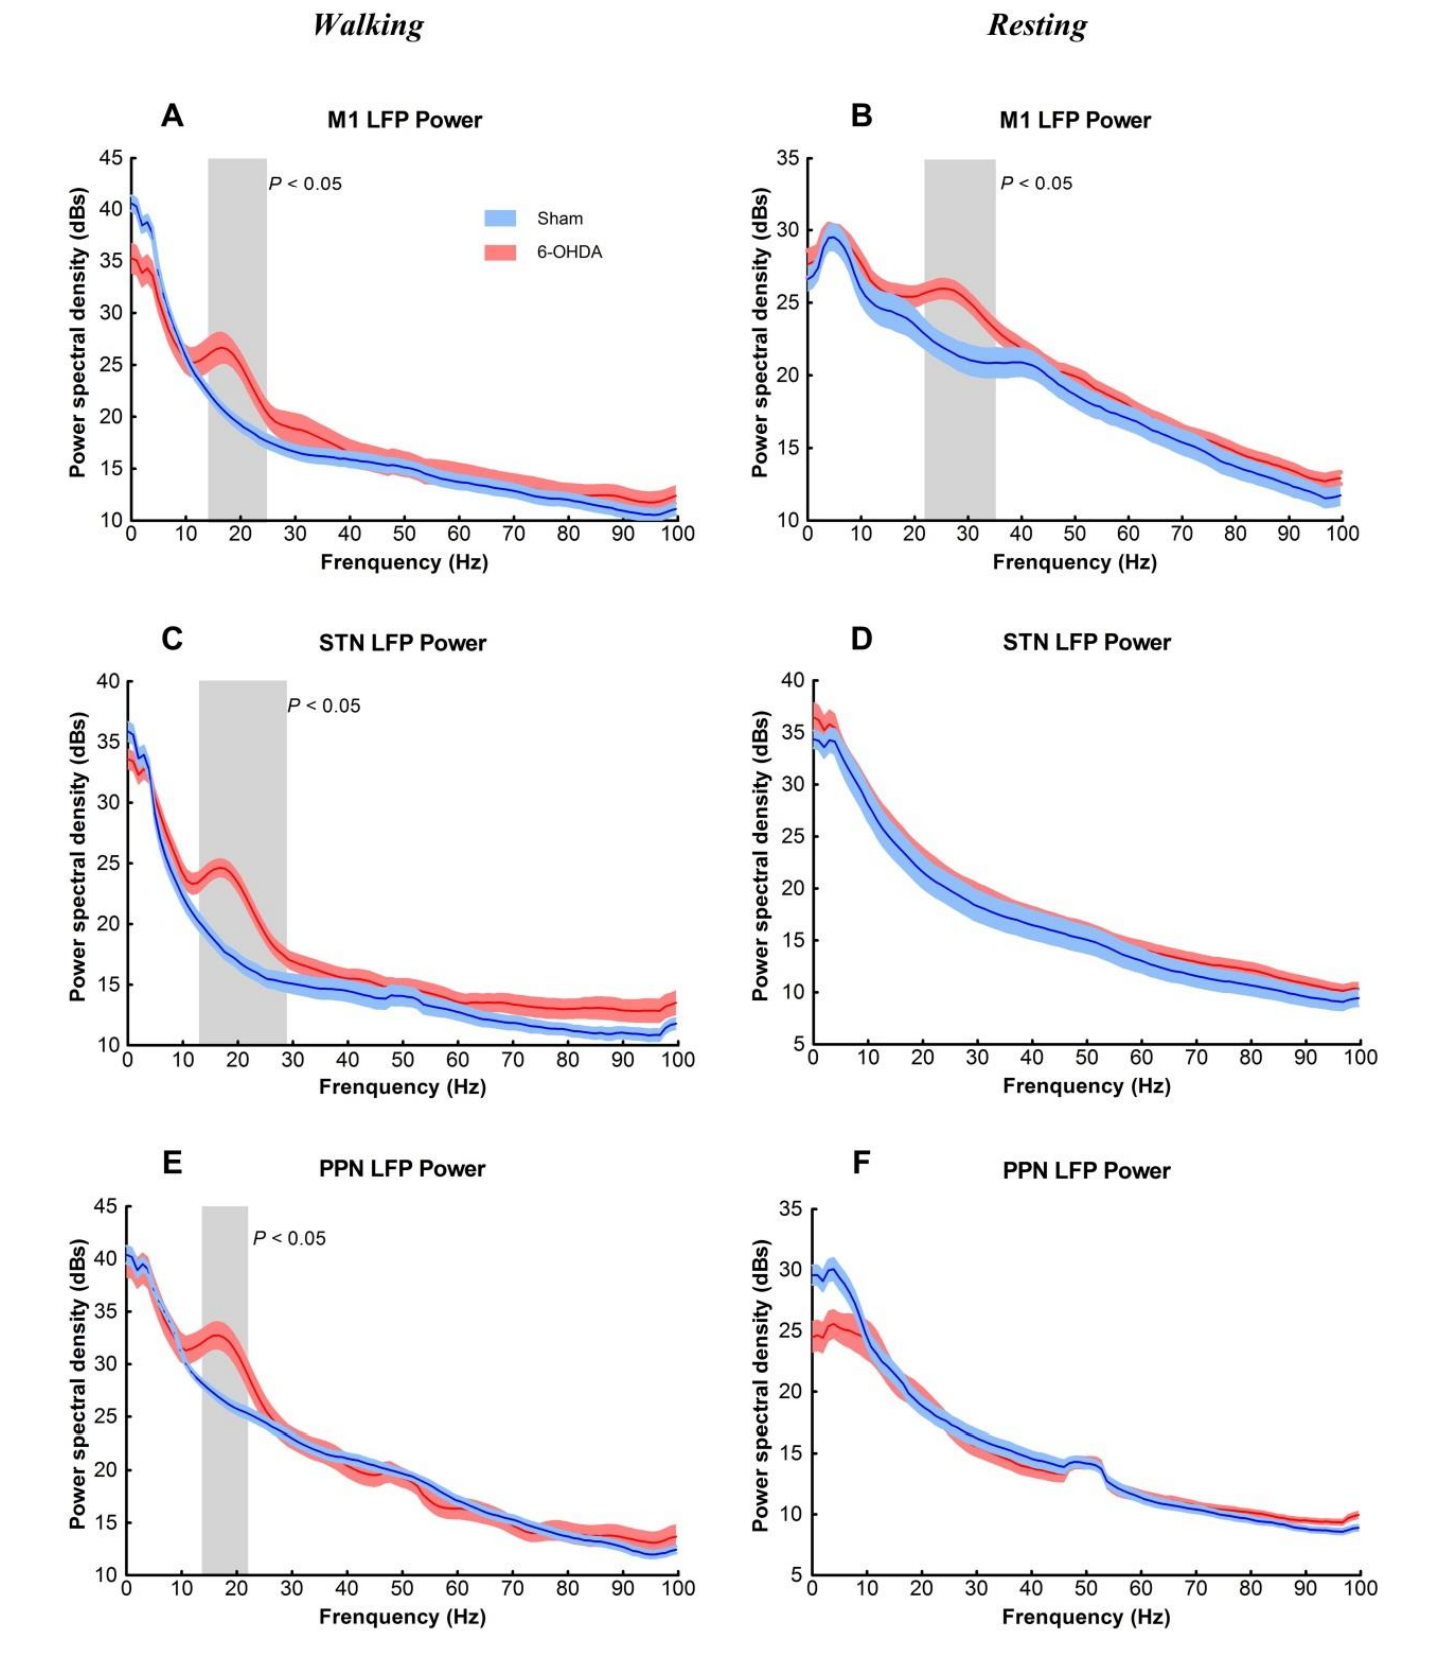 Walking
Resting
A
M1 LFP Power
45
40
35
30
25
20
15
10
Power spectral density (dBs)
P < 0.05
Sham
6-OHDA
0 10 20 30 40 50 60 70 80 90 100
Frenquency (Hz)
B
M1 LFP Power
35
30
25
20
15
10
Power spectral density (dBs)
P < 0.05
0 10 20 30 40 50 60 70 80 90 100
Frenquency (Hz)
C
STN LFP Power
40
35
30
25
20
15
10
Power spectral density (dBs)
P < 0.05
0 10 20 30 40 50 60 70 80 90 100
Frenquency (Hz)
D
STN LFP Power
40
35
30
25
20
15
10
5
Power spectral density (dBs)
0 10 20 30 40 50 60 70 80 90 100
Frenquency (Hz)
E
PPN LFP Power
45
40
35
30
25
20
15
10
Power spectral density (dBs)
P < 0.05
0 10 20 30 40 50 60 70 80 90 100
Frenquency (Hz)
F
PPN LFP Power
35
30
25
20
15
10
5
Power spectral density (dBs)
0 10 20 30 40 50 60 70 80 90 100
Frenquency (Hz)